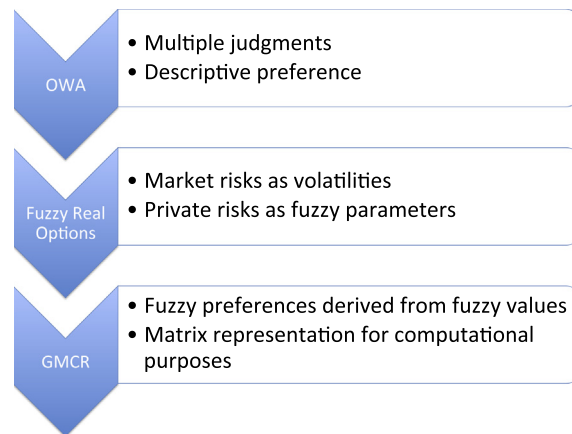 OWA
• Multiple judgments
• Descriptive preference
Fuzzy Real
Options
• Market risks as volatilities
• Private risks as fuzzy parameters
GMCR
• Fuzzy preferences derived from fuzzy values
• Matrix representation for computational
purposes